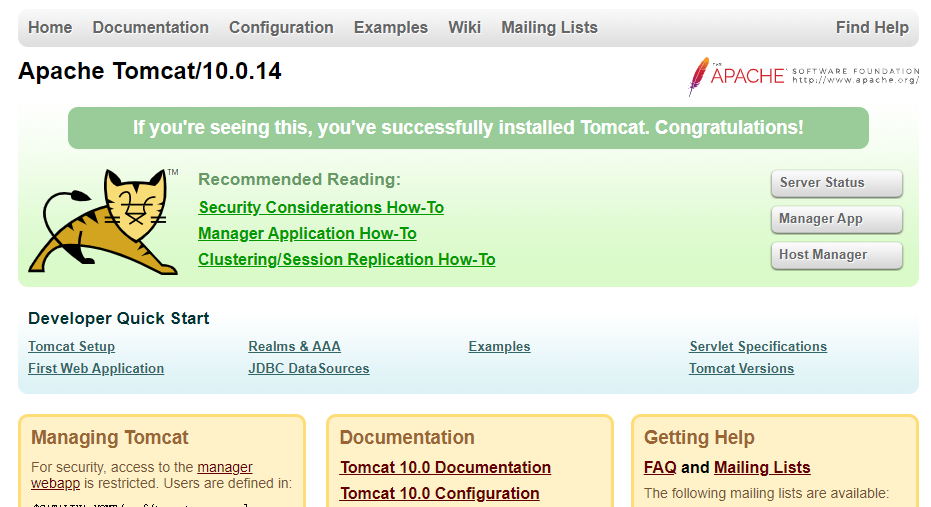 Home Documentation Configuration Examples Wiki Mailing Lists Find Help
Apache Tomcat/10.0.14
THE APACHE SOFTWARE FOUNDATION
http://www.apache.org/
If you're seeing this, you've successfully installed Tomcat. Congratulations!
TM
Recommended Reading:
Security Considerations How-To
Manager Application How-To
Clustering/Session Replication How-To
Server Status
Manager App
Host Manager
Developer Quick Start
Tomcat Setup
First Web Application
Realms & AAA
JDBC DataSources
Examples
Servlet Specifications
Tomcat Versions
Managing Tomcat
For security, access to the manager
webapp is restricted. Users are defined in:
Documentation
Tomcat 10.0 Documentation
Tomcat 10.0 Configuration
Getting Help
FAQ and Mailing Lists
The following mailing lists are available: